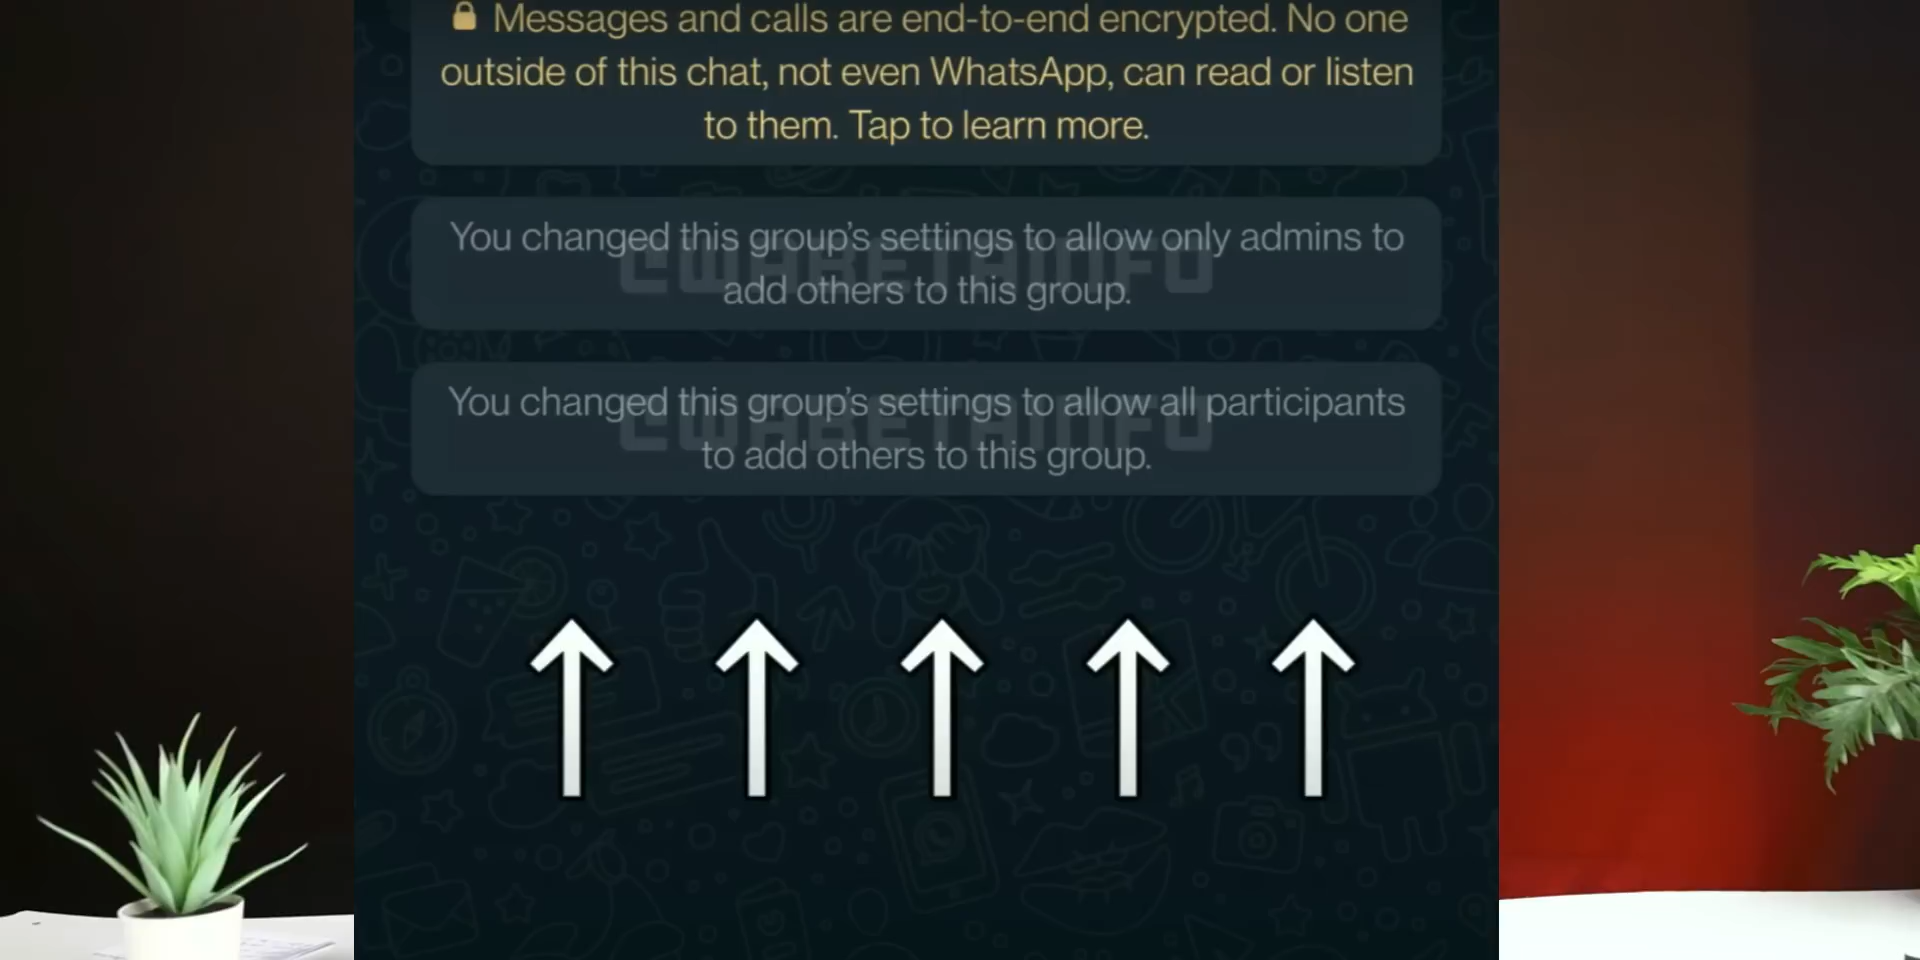 Messages and calls are end-to-end encrypted. No one
outside of this chat, not even WhatsApp, can read or listen
to them. Tap to learn more.
You changed this group's settings to allow only admins to
add others to this group.
@WABETAINFO
You changed this group's settings to allow all participants
to add others to this group.
@WABETAINFO